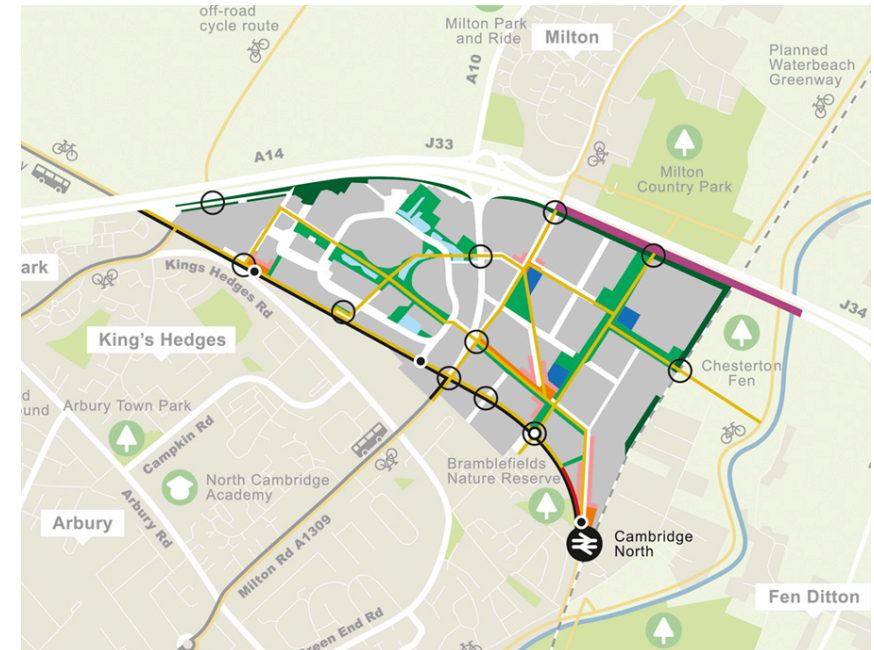 off-road
cycle route
Milton Park
and Ride
Milton
A10
Planned
Waterbeach
Greenway
J33
A14
Milton
Country Park
ark
Kings Hedges Rd
J34
King's Hedges
Chesterton
Fen
Arbury Town Park
ound
Campkin Rd
Bramblefields
Nature Reserve
North Cambridge
Academy
Arbury
Arbury Rd
Milton Rd A1309
Cambridge
North
Fen Ditton
Green End Rd